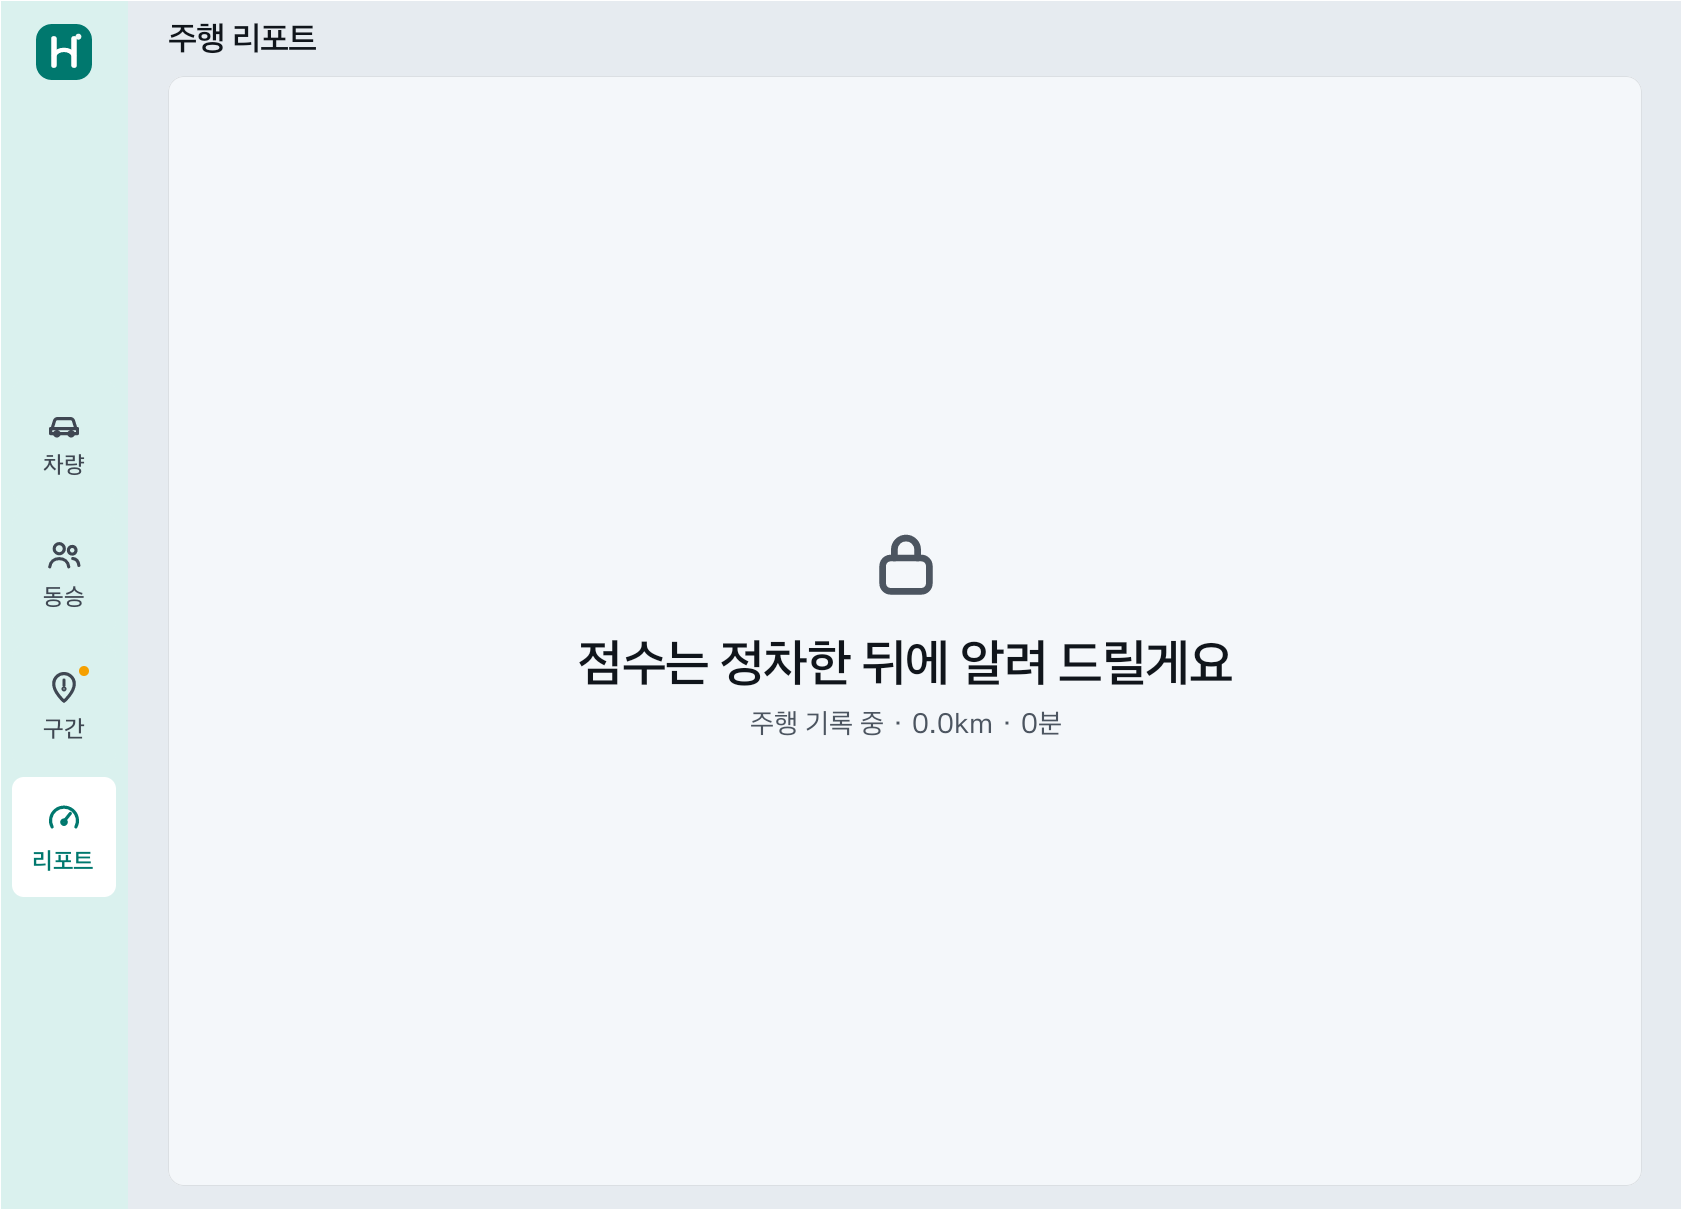 주행 리포트
차량
동승
구간
리포트
점수는 정차한 뒤에 알려 드릴게요
주행 기록 중 · 0.0km · 0분